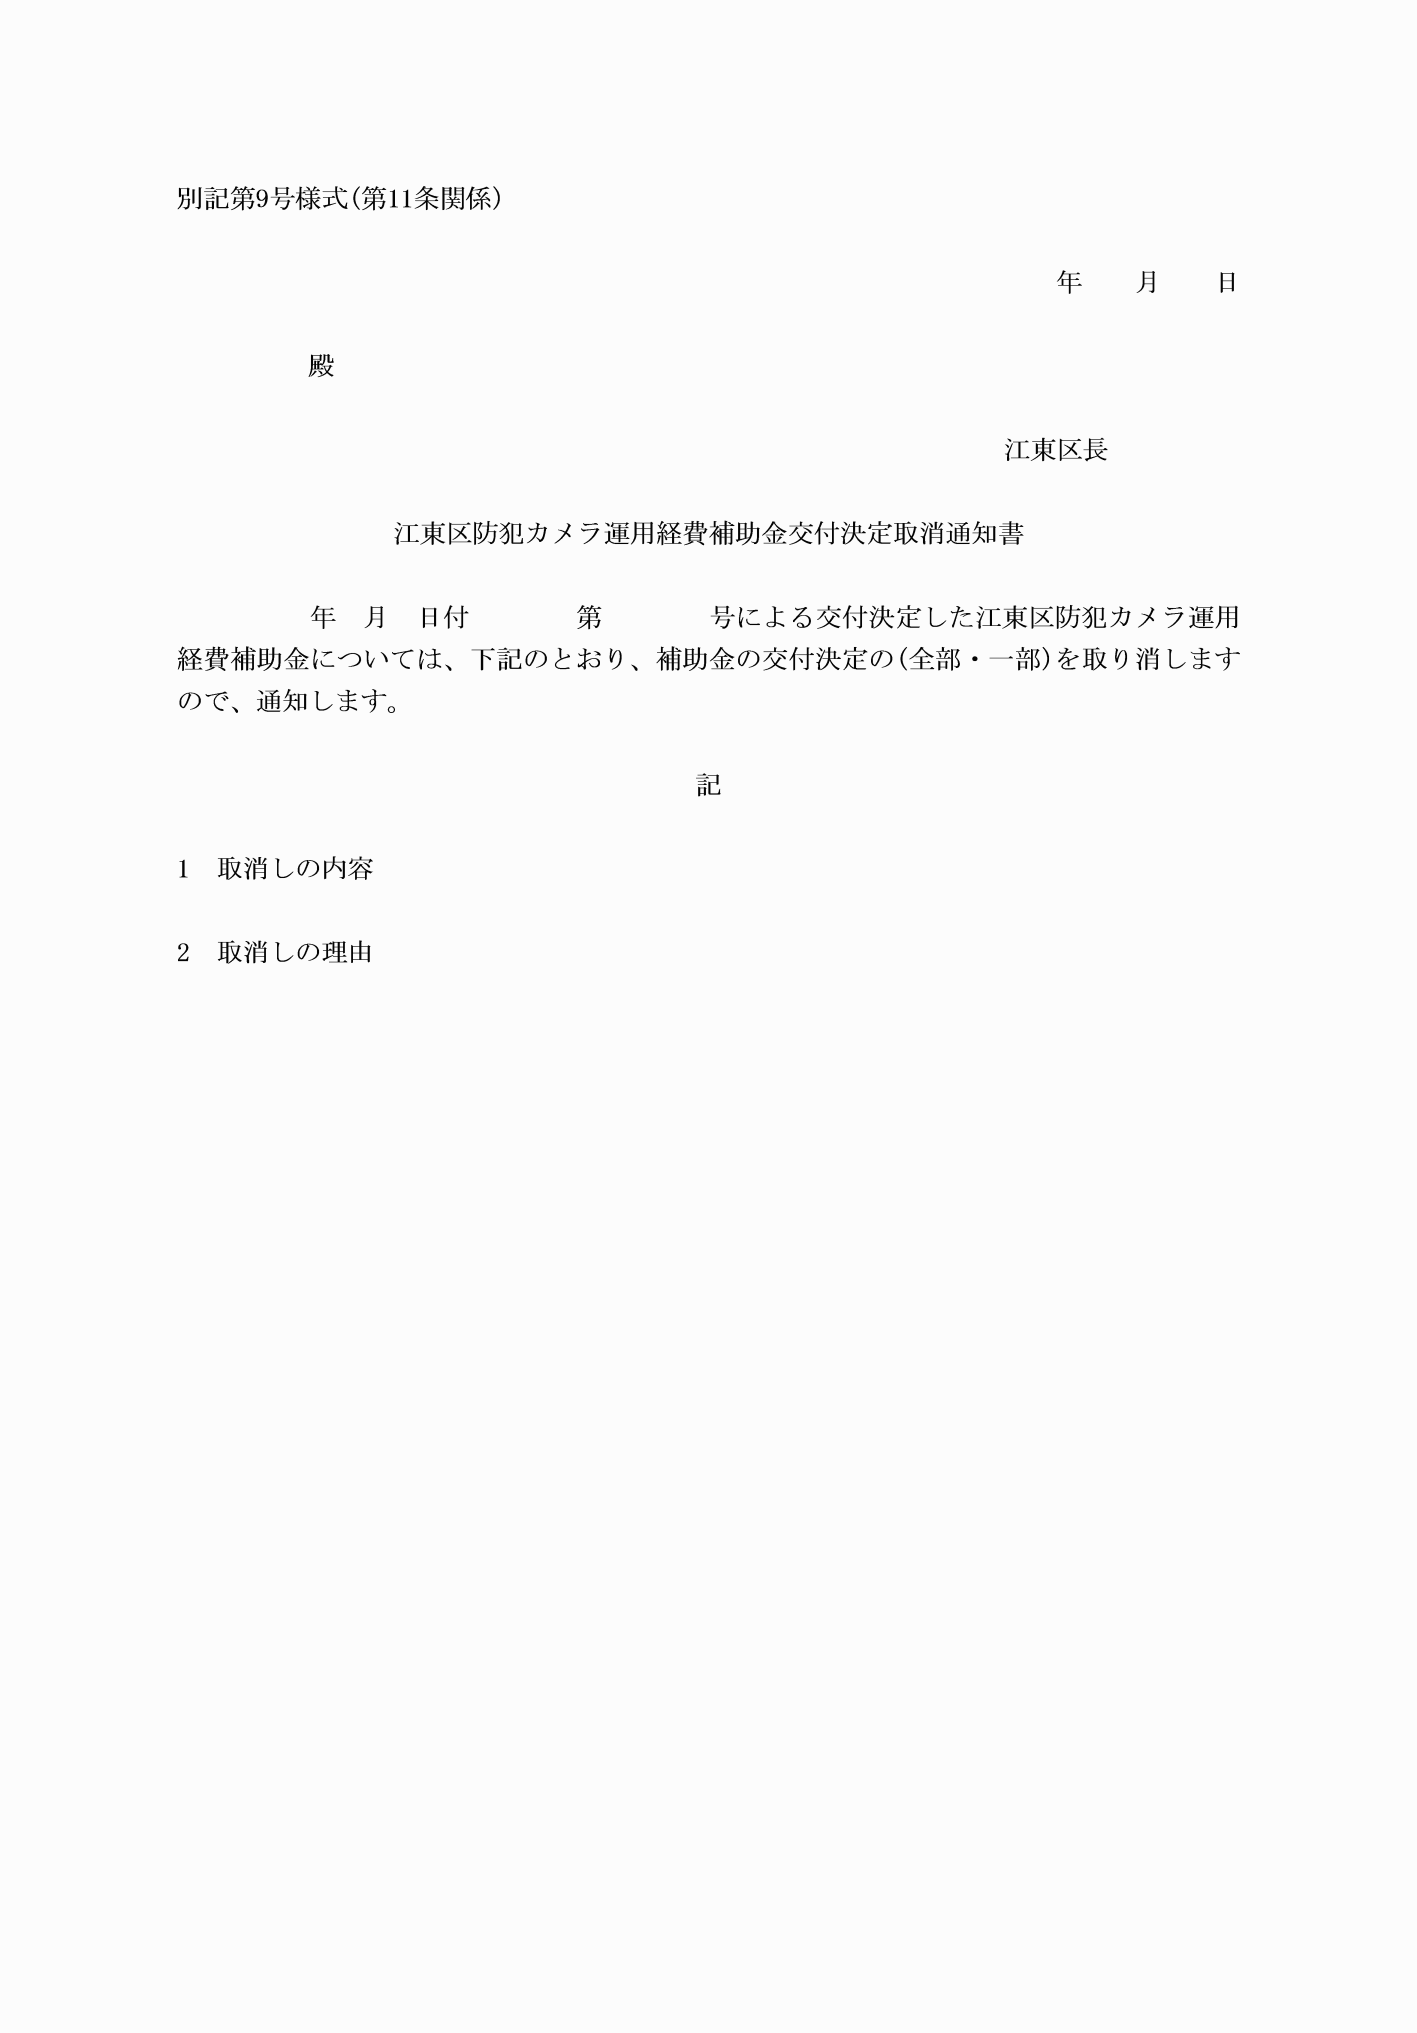 別記第9号様式(第11条関係)
年　　月　　日
殿
江東区長
江東区防犯カメラ運用経費補助金交付決定取消通知書
年　月　日付　　　　第　　　　号による交付決定した江東区防犯カメラ運用
経費補助金については、下記のとおり、補助金の交付決定の(全部・一部)を取り消します
ので、通知します。
記
1　取消しの内容
2　取消しの理由